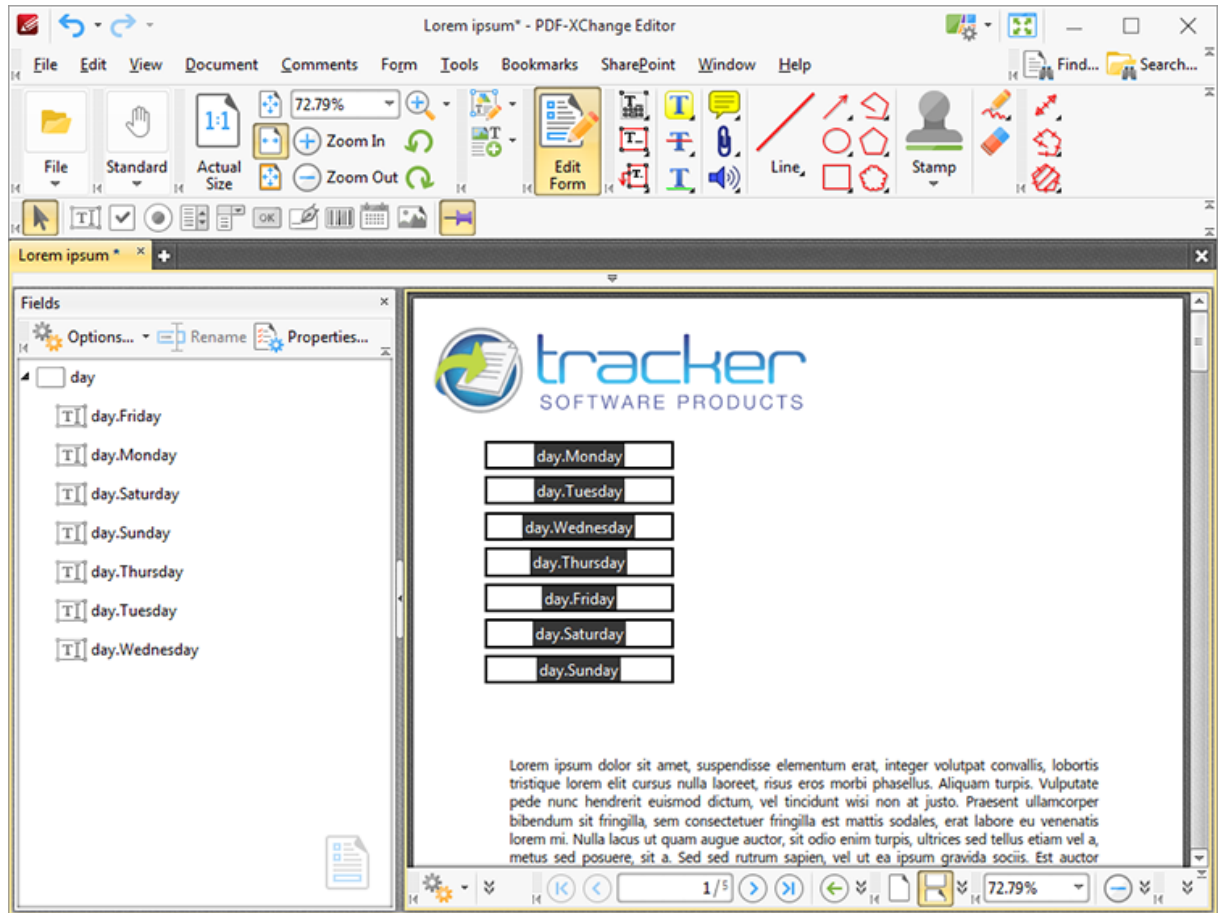 Lorem ipsum* - PDF-XChange Editor
File Edit View Document Comments Form Tools Bookmarks SharePoint Window Help Find... Search...
72.79%
1:1
Zoom In
File Standard Actual Size Zoom Out Edit Form Line Stamp
OK
Lorem ipsum *
Fields
Options... Rename Properties...
day
day.Friday
day.Monday
day.Saturday
day.Sunday
day.Thursday
day.Tuesday
day.Wednesday
tracker
SOFTWARE PRODUCTS
day.Monday
day.Tuesday
day.Wednesday
day.Thursday
day.Friday
day.Saturday
day.Sunday
Lorem ipsum dolor sit amet, suspendisse elementum erat, integer volutpat convallis, lobortis
tristique lorem elit cursus nulla laoreet, risus eros morbi phasellus. Aliquam turpis. Vulputate
pede nunc hendrerit euismod dictum, vel tincidunt wisi non at justo. Praesent ullamcorper
bibendum sit fringilla, sem consectetuer fringilla est mattis sodales, erat labore eu venenatis
lorem mi. Nulla lacus ut quam augue auctor, sit odio enim turpis, ultrices sed tellus etiam vel a,
metus sed posuere, sit a. Sed sed rutrum sapien, vel ut ea ipsum gravida sociis. Est auctor
1/5 72.79%